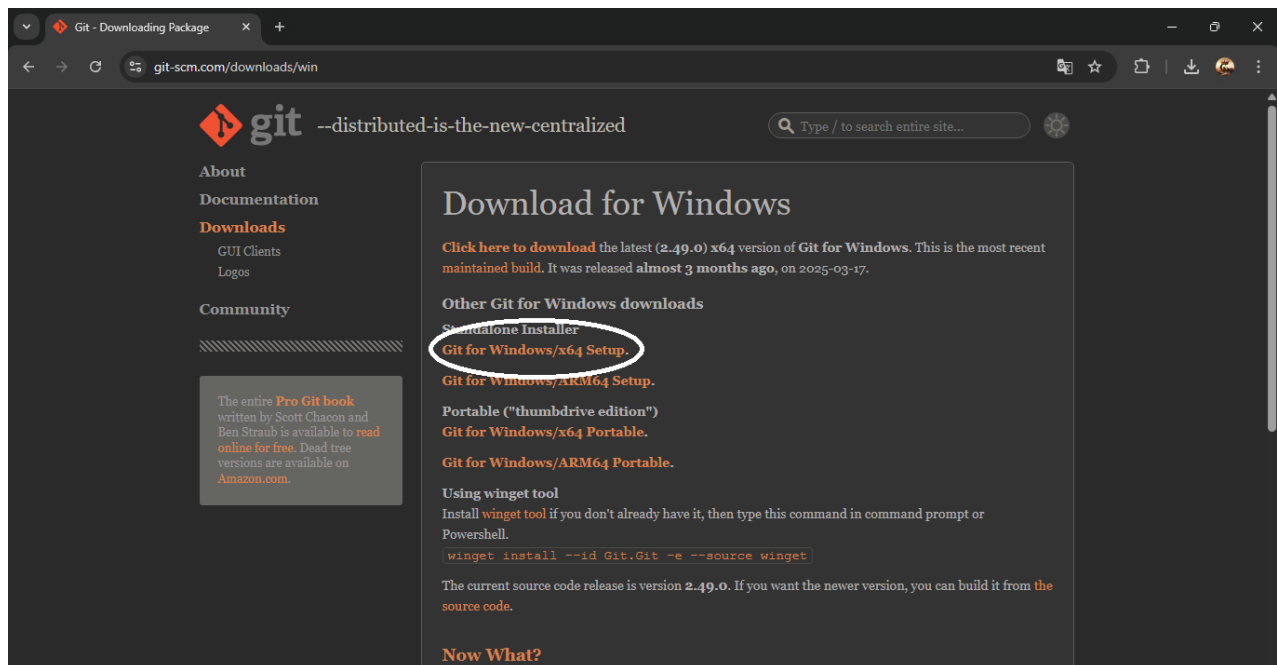 Git - Downloading Package
git-scm.com/downloads/win
git --distributed-is-the-new-centralized
Type / to search entire site...
About
Documentation
Downloads
GUI Clients
Logos
Community
The entire Pro Git book
written by Scott Chacon and
Ben Straub is available to read
online for free. Dead tree
versions are available on
Amazon.com.
Download for Windows
Click here to download the latest (2.49.0) x64 version of Git for Windows. This is the most recent
maintained build. It was released almost 3 months ago, on 2025-03-17.
Other Git for Windows downloads
Standalone Installer
Git for Windows/x64 Setup.
Git for Windows/ARM64 Setup.
Portable ("thumbdrive edition")
Git for Windows/x64 Portable.
Git for Windows/ARM64 Portable.
Using winget tool
Install winget tool if you don't already have it, then type this command in command prompt or
Powershell.
winget install --id Git.Git -e --source winget
The current source code release is version 2.49.0. If you want the newer version, you can build it from the
source code.
Now What?